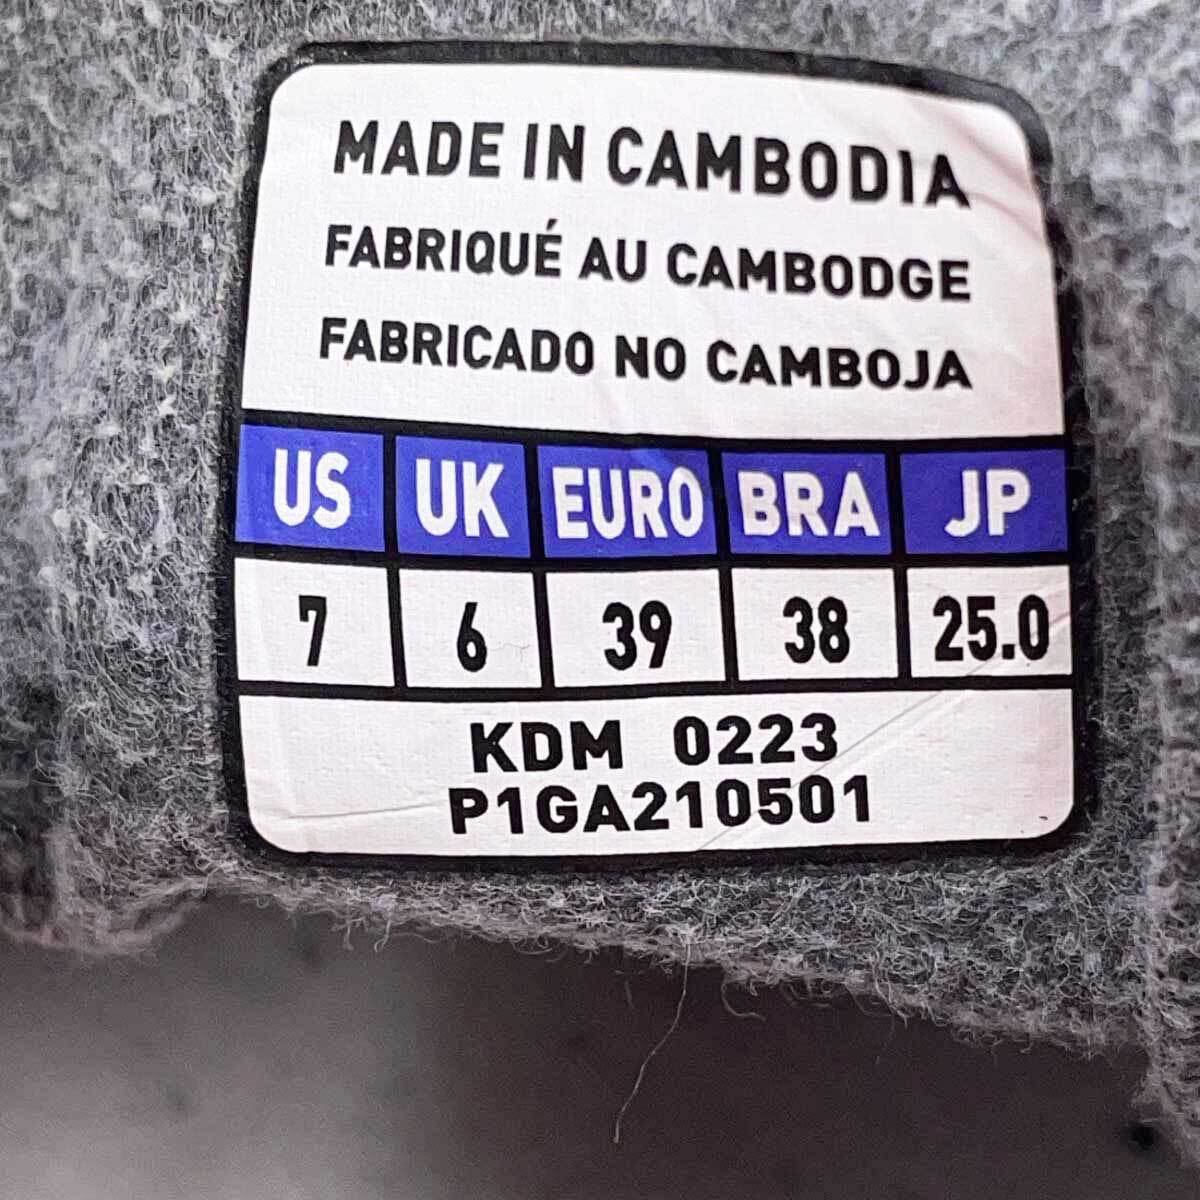 MADE IN CAMBODIA
FABRIQUÉ AU CAMBODGE
FABRICADO NO CAMBOJA
US UK EURO BRA JP
7 6 39 38 25.0
KDM 0223
P1GA210501